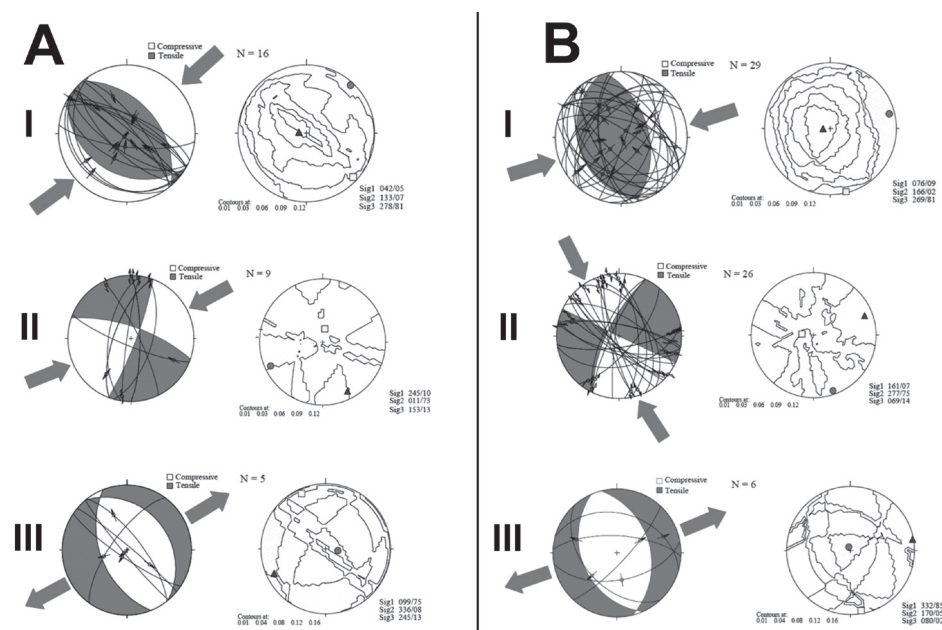 A
Compressive
Tensile
N = 16
I
Sig1 042/05
Sig2 133/07
Sig3 278/81
Contours at:
0.01 0.03 0.06 0.09 0.12
Compressive
Tensile
N = 9
II
Sig1 245/10
Sig2 011/73
Sig3 153/13
Contours at:
0.01 0.03 0.06 0.09 0.12
Compressive
Tensile
N = 5
III
Sig1 099/75
Sig2 336/08
Sig3 245/13
Contours at:
0.01 0.04 0.08 0.12 0.16
B
Compressive
Tensile
N = 29
I
Sig1 076/09
Sig2 166/02
Sig3 269/81
Contours at:
0.01 0.03 0.06 0.09 0.12
Compressive
Tensile
N = 26
II
Sig1 161/07
Sig2 277/75
Sig3 069/14
Contours at:
0.01 0.03 0.06 0.09 0.12
Compressive
Tensile
N = 6
III
Sig1 332/85
Sig2 170/05
Sig3 080/02
Contours at:
0.01 0.04 0.08 0.12 0.16